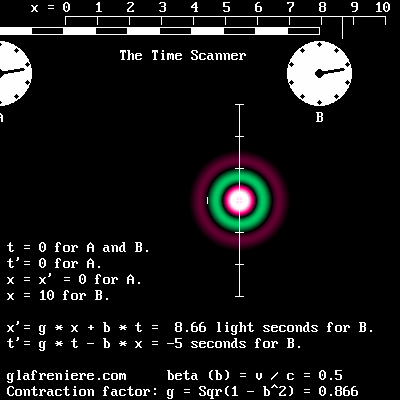 x = 0 1 2 3 4 5 6 7 8 9 10
The Time Scanner
A B
t = 0 for A and B.
t'= 0 for A.
x = x' = 0 for A.
x = 10 for B.
x'= g * x + b * t = 8.66 light seconds for B.
t'= g * t - b * x = -5 seconds for B.
glafreniere.com beta (b) = v / c = 0.5
Contraction factor: g = Sqr(1 - b^2) = 0.866